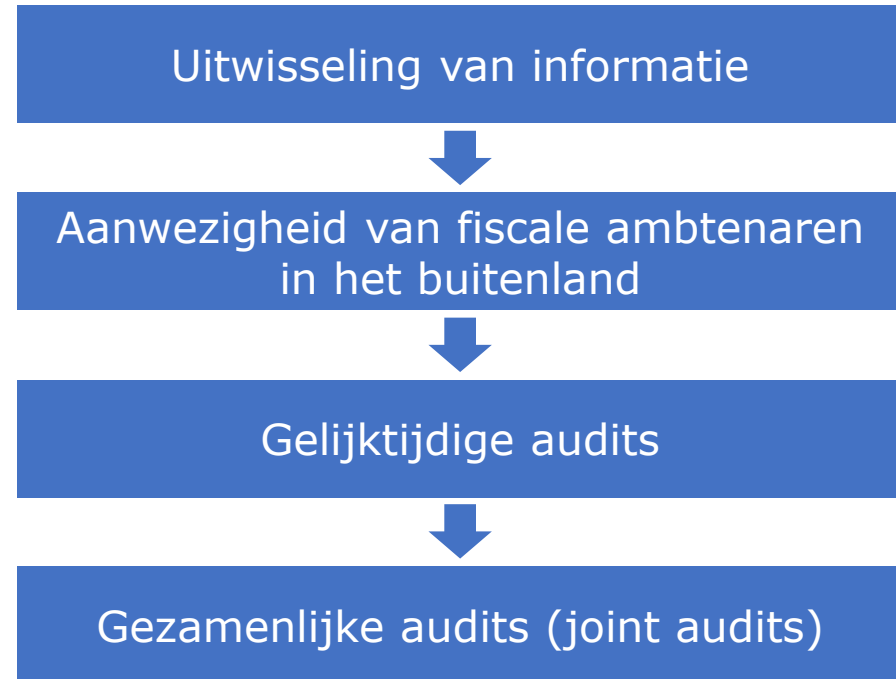 Uitwisseling van informatie
Aanwezigheid van fiscale ambtenaren
in het buitenland
Gelijktijdige audits
Gezamenlijke audits (joint audits)